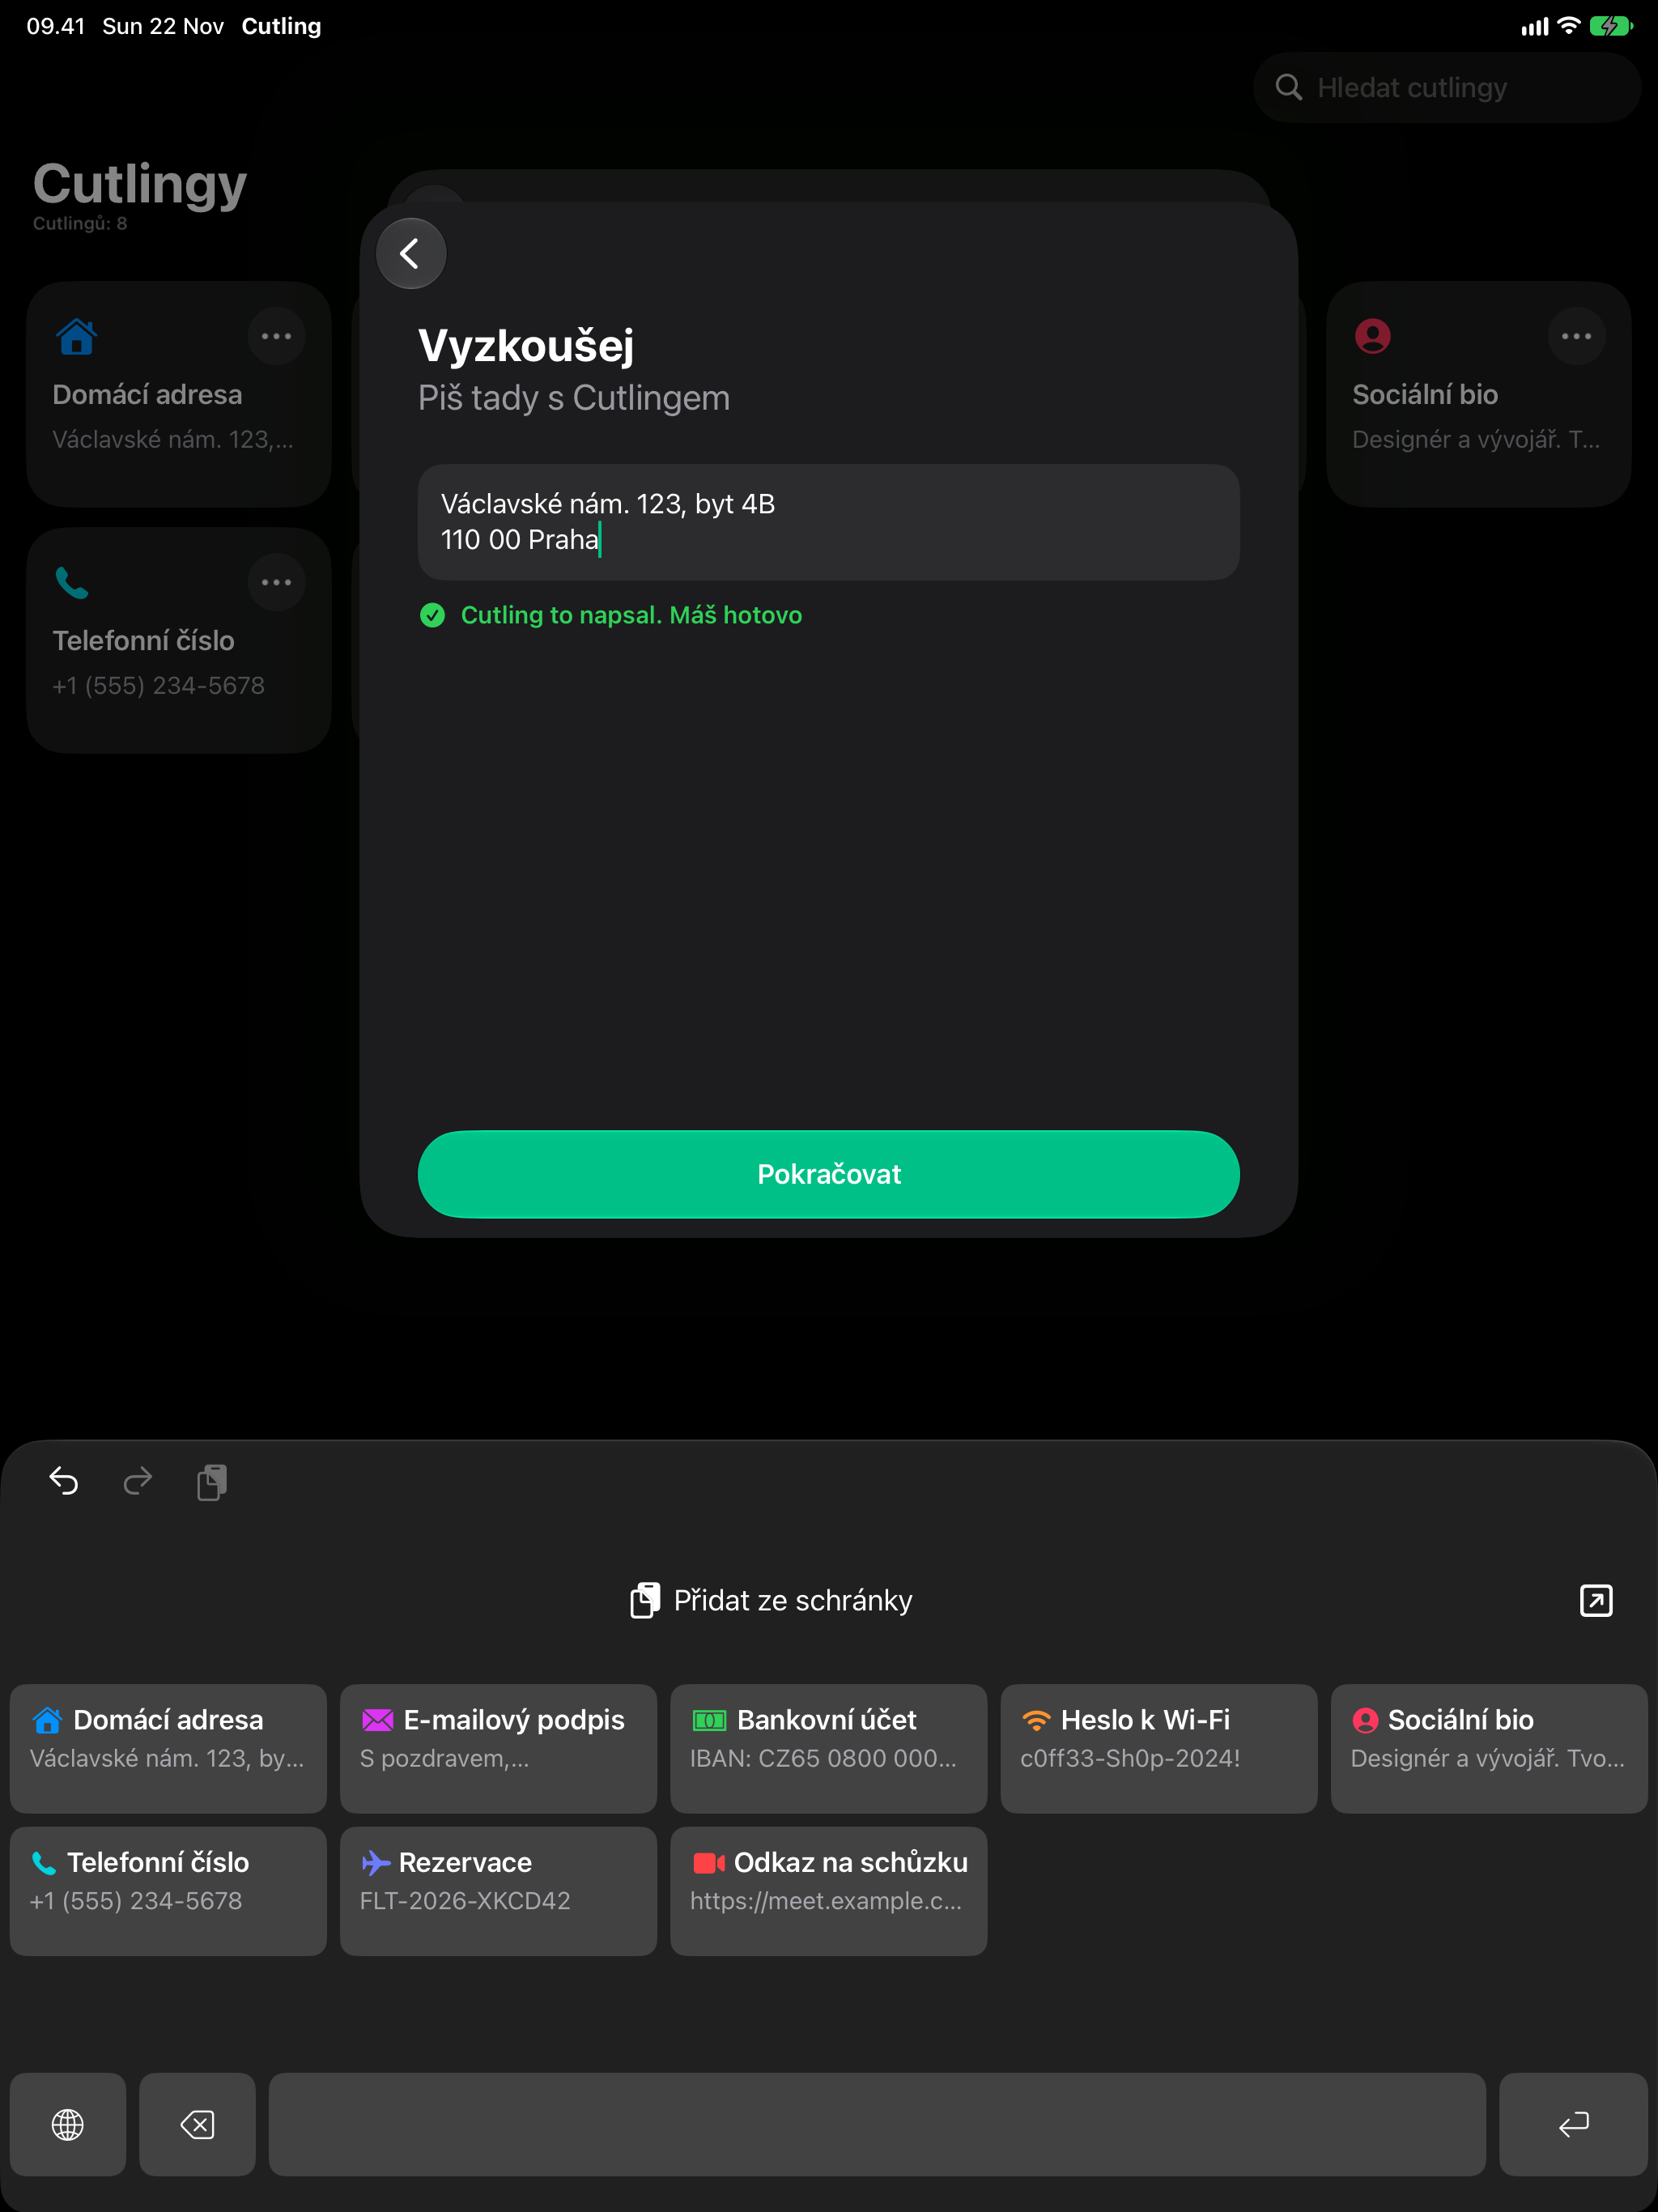 09.41 Sun 22 Nov Cutling
Hledat cutlingy
Cutlingy
Cutlingů: 8
Domácí adresa
Václavské nám. 123,...
Sociální bio
Designér a vývojář. T...
Telefonní číslo
+1 (555) 234-5678
Vyzkoušej
Piš tady s Cutlingem
Václavské nám. 123, byt 4B
110 00 Praha
Cutling to napsal. Máš hotovo
Pokračovat
Přidat ze schránky
Domácí adresa
Václavské nám. 123, by...
E-mailový podpis
S pozdravem,...
Bankovní účet
IBAN: CZ65 0800 000...
Heslo k Wi-Fi
c0ff33-Sh0p-2024!
Sociální bio
Designér a vývojář. Tvo...
Telefonní číslo
+1 (555) 234-5678
Rezervace
FLT-2026-XKCD42
Odkaz na schůzku
https://meet.example.c...